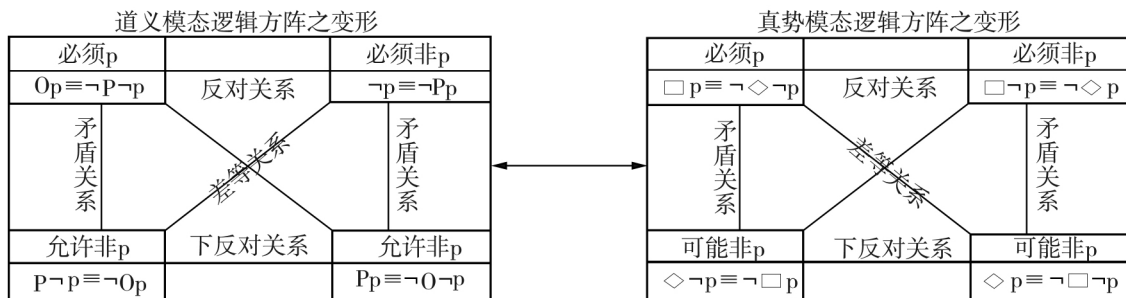 道义模态逻辑方阵之变形
必须p
必须非p
Op≡¬P¬p
反对关系
¬p≡¬Pp
矛盾关系
差等关系
矛盾关系
允许非p
下反对关系
允许非p
P¬p≡¬Op
Pp≡¬O¬p
真势模态逻辑方阵之变形
必须p
必须非p
□p≡¬◇¬p
反对关系
□¬p≡¬◇p
矛盾关系
差等关系
矛盾关系
可能非p
下反对关系
可能非p
◇¬p≡¬□p
◇p≡¬□¬p